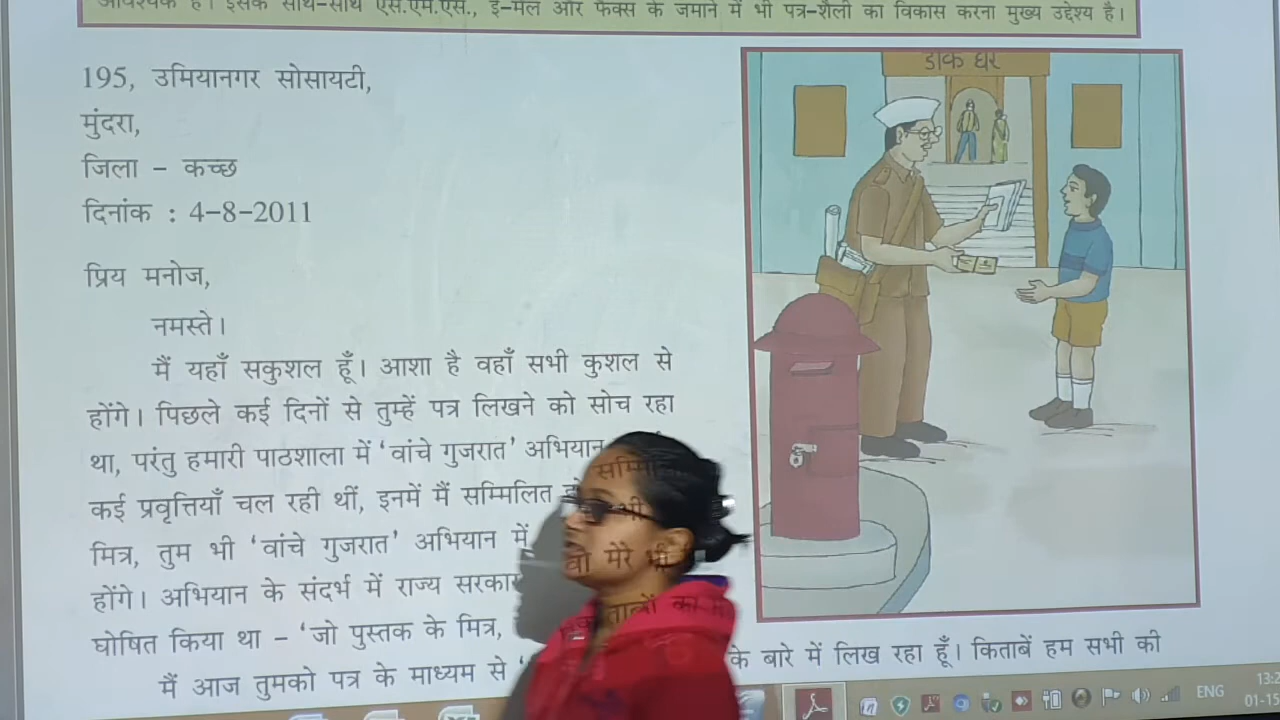 आवश्यक है। इसके साथ-साथ एस.एम.एस., ई-मेल और फैक्स के जमाने में भी पत्र-शैली का विकास करना मुख्य उद्देश्य है।
195, उमियानगर सोसायटी,
मुंदरा,
जिला - कच्छ
दिनांक : 4-8-2011
प्रिय मनोज,
नमस्ते।
मैं यहाँ सकुशल हूँ। आशा है वहाँ सभी कुशल से
होंगे। पिछले कई दिनों से तुम्हें पत्र लिखने को सोच रहा
था, परंतु हमारी पाठशाला में 'वांचे गुजरात' अभियान
कई प्रवृत्तियाँ चल रही थीं, इनमें मैं सम्मिलित
मित्र, तुम भी 'वांचे गुजरात' अभियान में
होंगे। अभियान के संदर्भ में राज्य सरकार
घोषित किया था - 'जो पुस्तक के मित्र, वो मेरे भी
मैं आज तुमको पत्र के माध्यम से के बारे में लिख रहा हूँ। किताबें हम सभी की
डाक घर
ENG